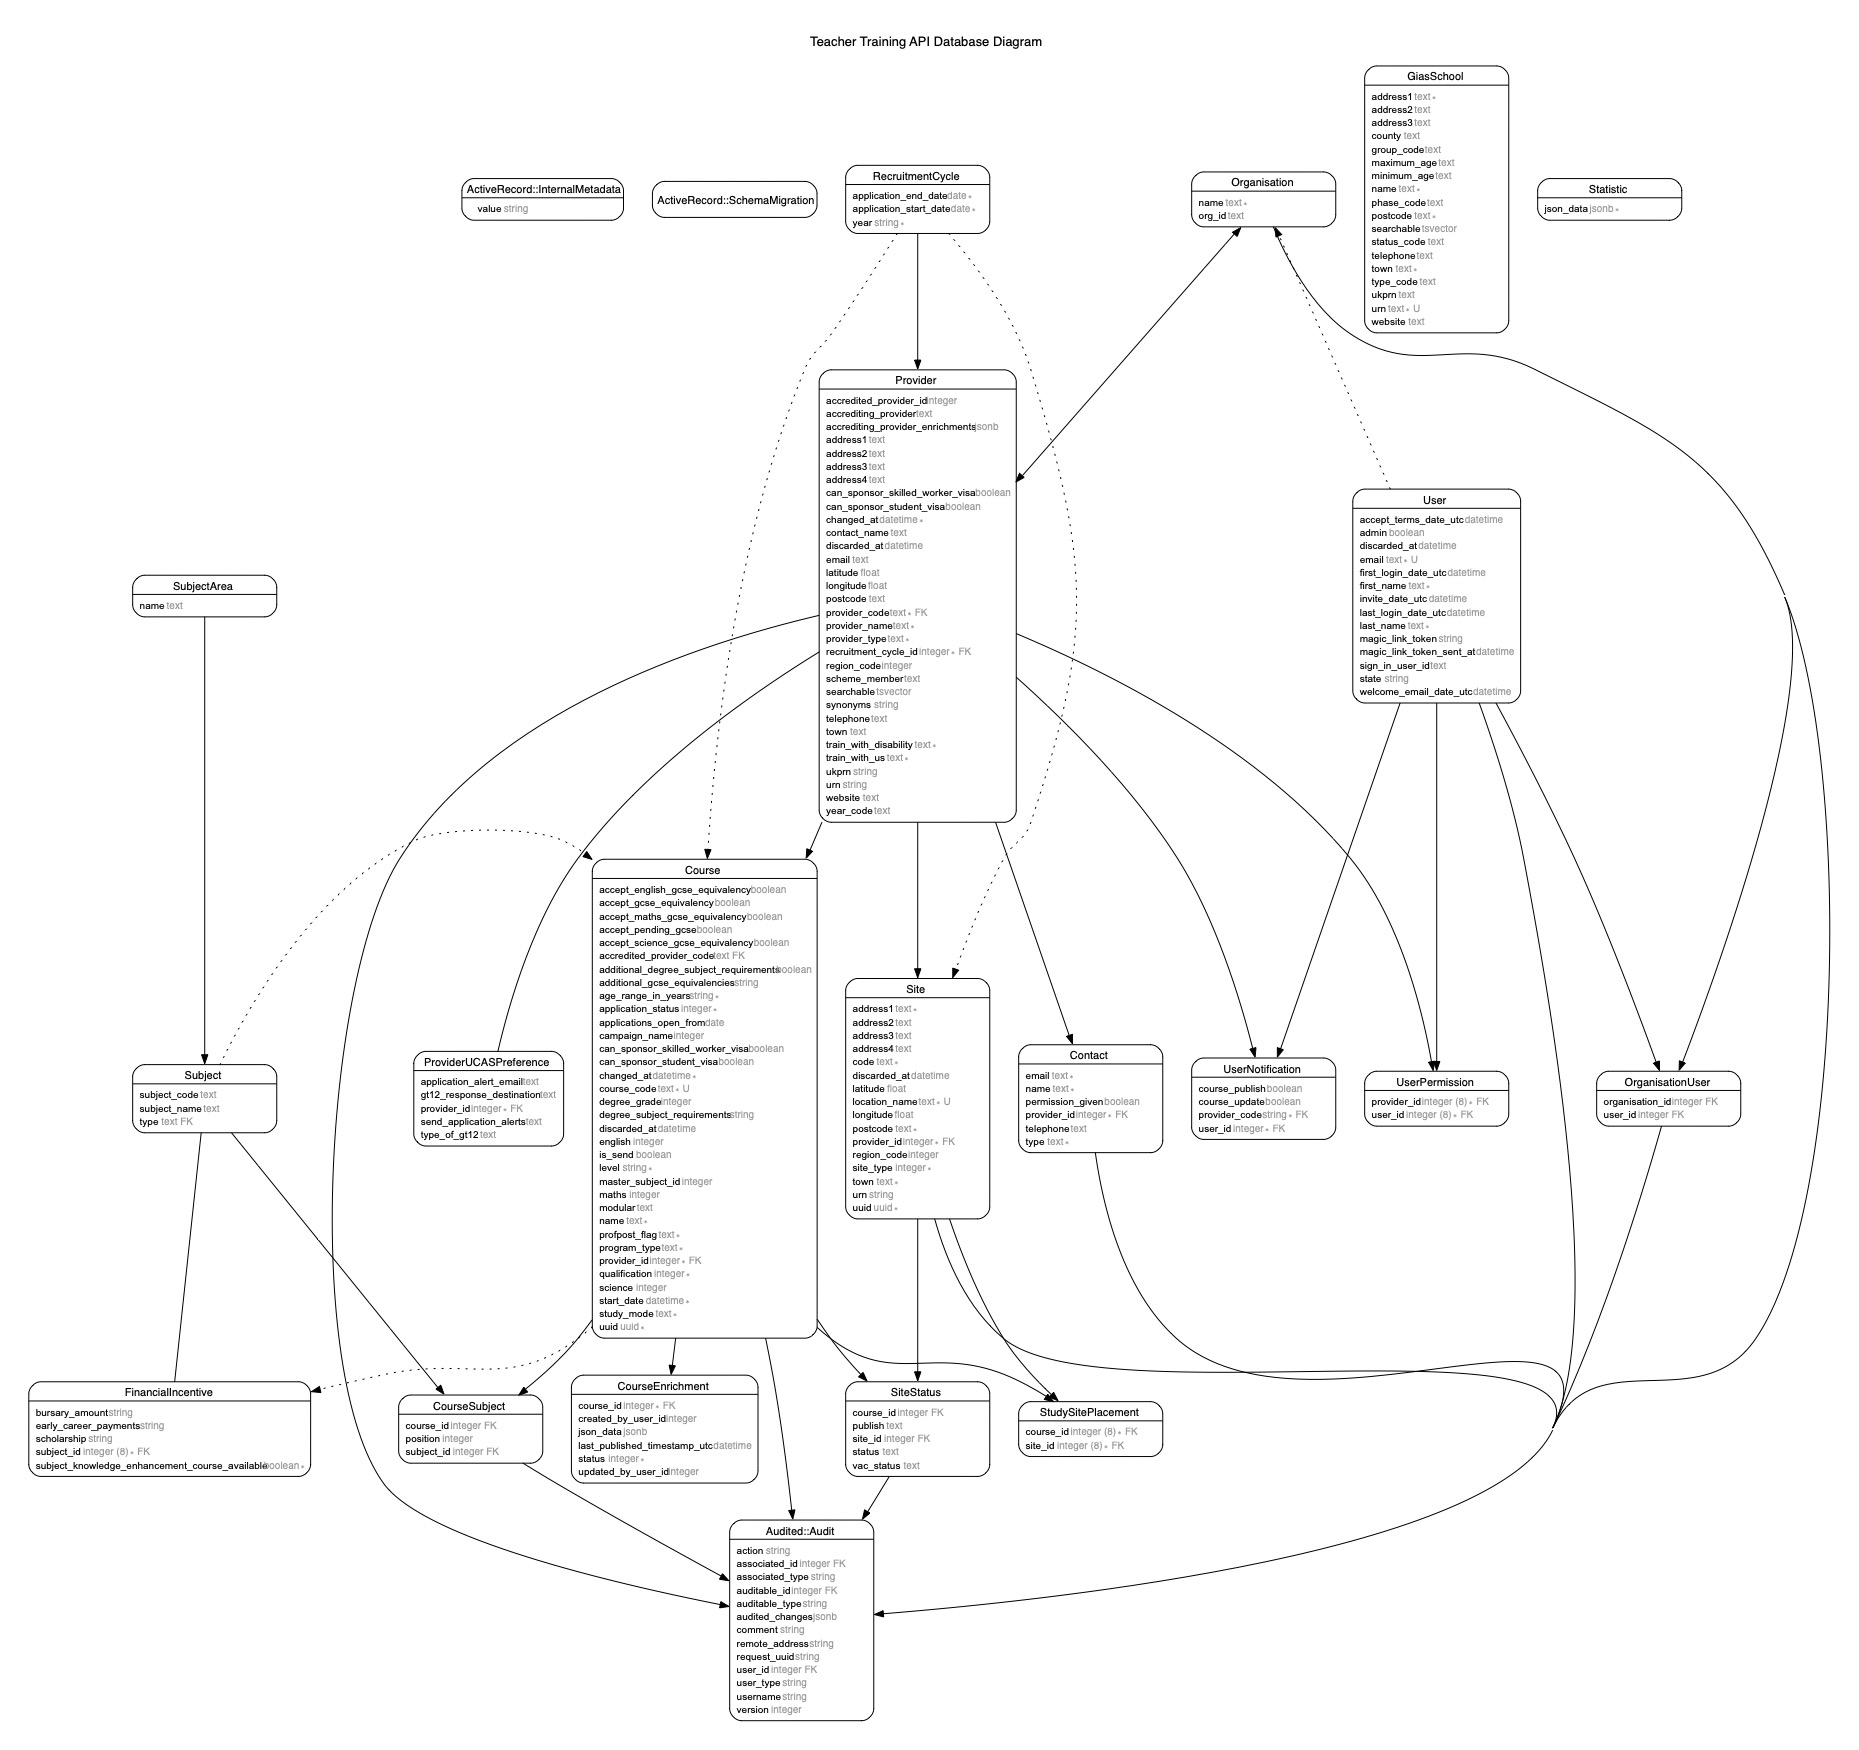 Teacher Training API Database Diagram
GiasSchool
address1 text ∗
address2 text
address3 text
county text
group_code text
maximum_age text
minimum_age text
name text ∗
phase_code text
postcode text ∗
searchable tsvector
status_code text
telephone text
town text ∗
type_code text
ukprn text
urn text ∗ U
website text
ActiveRecord::InternalMetadata
value string
ActiveRecord::SchemaMigration
RecruitmentCycle
application_end_date date ∗
application_start_date date ∗
year string ∗
Organisation
name text ∗
org_id text
Statistic
json_data jsonb ∗
Provider
accredited_provider_id integer
accrediting_provider text
accrediting_provider_enrichments jsonb
address1 text
address2 text
address3 text
address4 text
can_sponsor_skilled_worker_visa boolean
can_sponsor_student_visa boolean
changed_at datetime ∗
contact_name text
discarded_at datetime
email text
latitude float
longitude float
postcode text
provider_code text ∗ FK
provider_name text ∗
provider_type text ∗
recruitment_cycle_id integer ∗ FK
region_code integer
scheme_member text
searchable tsvector
synonyms string
telephone text
town text
train_with_disability text ∗
train_with_us text ∗
ukprn string
urn string
website text
year_code text
User
accept_terms_date_utc datetime
admin boolean
discarded_at datetime
email text ∗ U
first_login_date_utc datetime
first_name text ∗
invite_date_utc datetime
last_login_date_utc datetime
last_name text ∗
magic_link_token string
magic_link_token_sent_at datetime
sign_in_user_id text
state string
welcome_email_date_utc datetime
SubjectArea
name text
Subject
subject_code text
subject_name text
type text FK
ProviderUCASPreference
application_alert_email text
gt12_response_destination text
provider_id integer ∗ FK
send_application_alerts text
type_of_gt12 text
Course
accept_english_gcse_equivalency boolean
accept_gcse_equivalency boolean
accept_maths_gcse_equivalency boolean
accept_pending_gcse boolean
accept_science_gcse_equivalency boolean
accredited_provider_code text FK
additional_degree_subject_requirements boolean
additional_gcse_equivalencies string
age_range_in_years string ∗
application_status integer ∗
applications_open_from date
campaign_name integer
can_sponsor_skilled_worker_visa boolean
can_sponsor_student_visa boolean
changed_at datetime ∗
course_code text ∗ U
degree_grade integer
degree_subject_requirements string
discarded_at datetime
english integer
is_send boolean
level string ∗
master_subject_id integer
maths integer
modular text
name text ∗
profpost_flag text ∗
program_type text ∗
provider_id integer ∗ FK
qualification integer ∗
science integer
start_date datetime ∗
study_mode text ∗
uuid uuid ∗
Site
address1 text ∗
address2 text
address3 text
address4 text
code text ∗
discarded_at datetime
latitude float
location_name text ∗ U
longitude float
postcode text ∗
provider_id integer ∗ FK
region_code integer
site_type integer ∗
town text ∗
urn string
uuid uuid ∗
Contact
email text ∗
name text ∗
permission_given boolean
provider_id integer ∗ FK
telephone text
type text ∗
UserNotification
course_publish boolean
course_update boolean
provider_code string ∗ FK
user_id integer ∗ FK
UserPermission
provider_id integer (8) ∗ FK
user_id integer (8) ∗ FK
OrganisationUser
organisation_id integer FK
user_id integer FK
FinancialIncentive
bursary_amount string
early_career_payments string
scholarship string
subject_id integer (8) ∗ FK
subject_knowledge_enhancement_course_available boolean ∗
CourseSubject
course_id integer FK
position integer
subject_id integer FK
CourseEnrichment
course_id integer ∗ FK
created_by_user_id integer
json_data jsonb
last_published_timestamp_utc datetime
status integer ∗
updated_by_user_id integer
SiteStatus
course_id integer FK
publish text
site_id integer FK
status text
vac_status text
StudySitePlacement
course_id integer (8) ∗ FK
site_id integer (8) ∗ FK
Audited::Audit
action string
associated_id integer FK
associated_type string
auditable_id integer FK
auditable_type string
audited_changes jsonb
comment string
remote_address string
request_uuid string
user_id integer FK
user_type string
username string
version integer